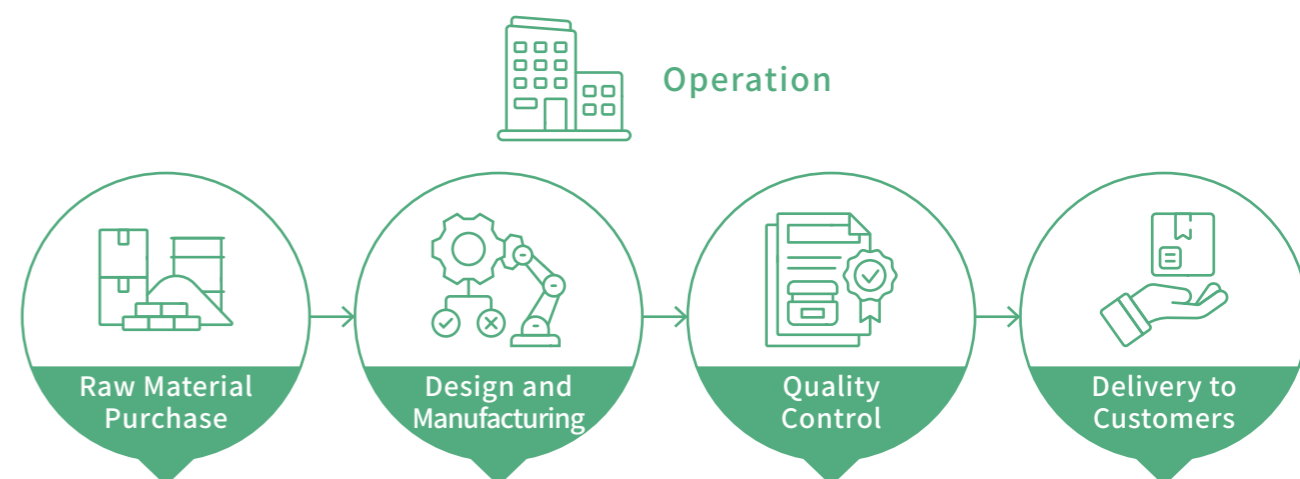 Operation
Raw Material
Purchase
Design and
Manufacturing
Quality
Control
Delivery to
Customers